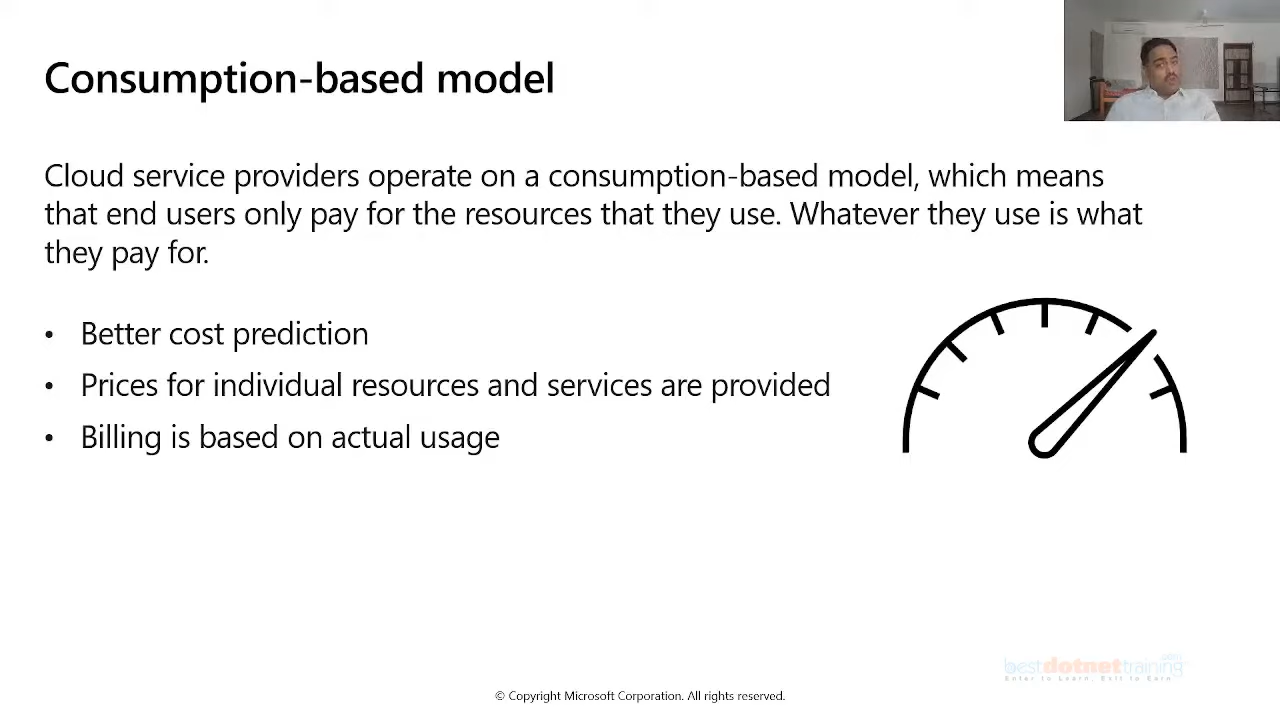 Consumption-based model
Cloud service providers operate on a consumption-based model, which means
that end users only pay for the resources that they use. Whatever they use is what
they pay for.
• Better cost prediction
• Prices for individual resources and services are provided
• Billing is based on actual usage
bestdotnettraining
Enter to Learn, Exit to Earn
© Copyright Microsoft Corporation. All rights reserved.